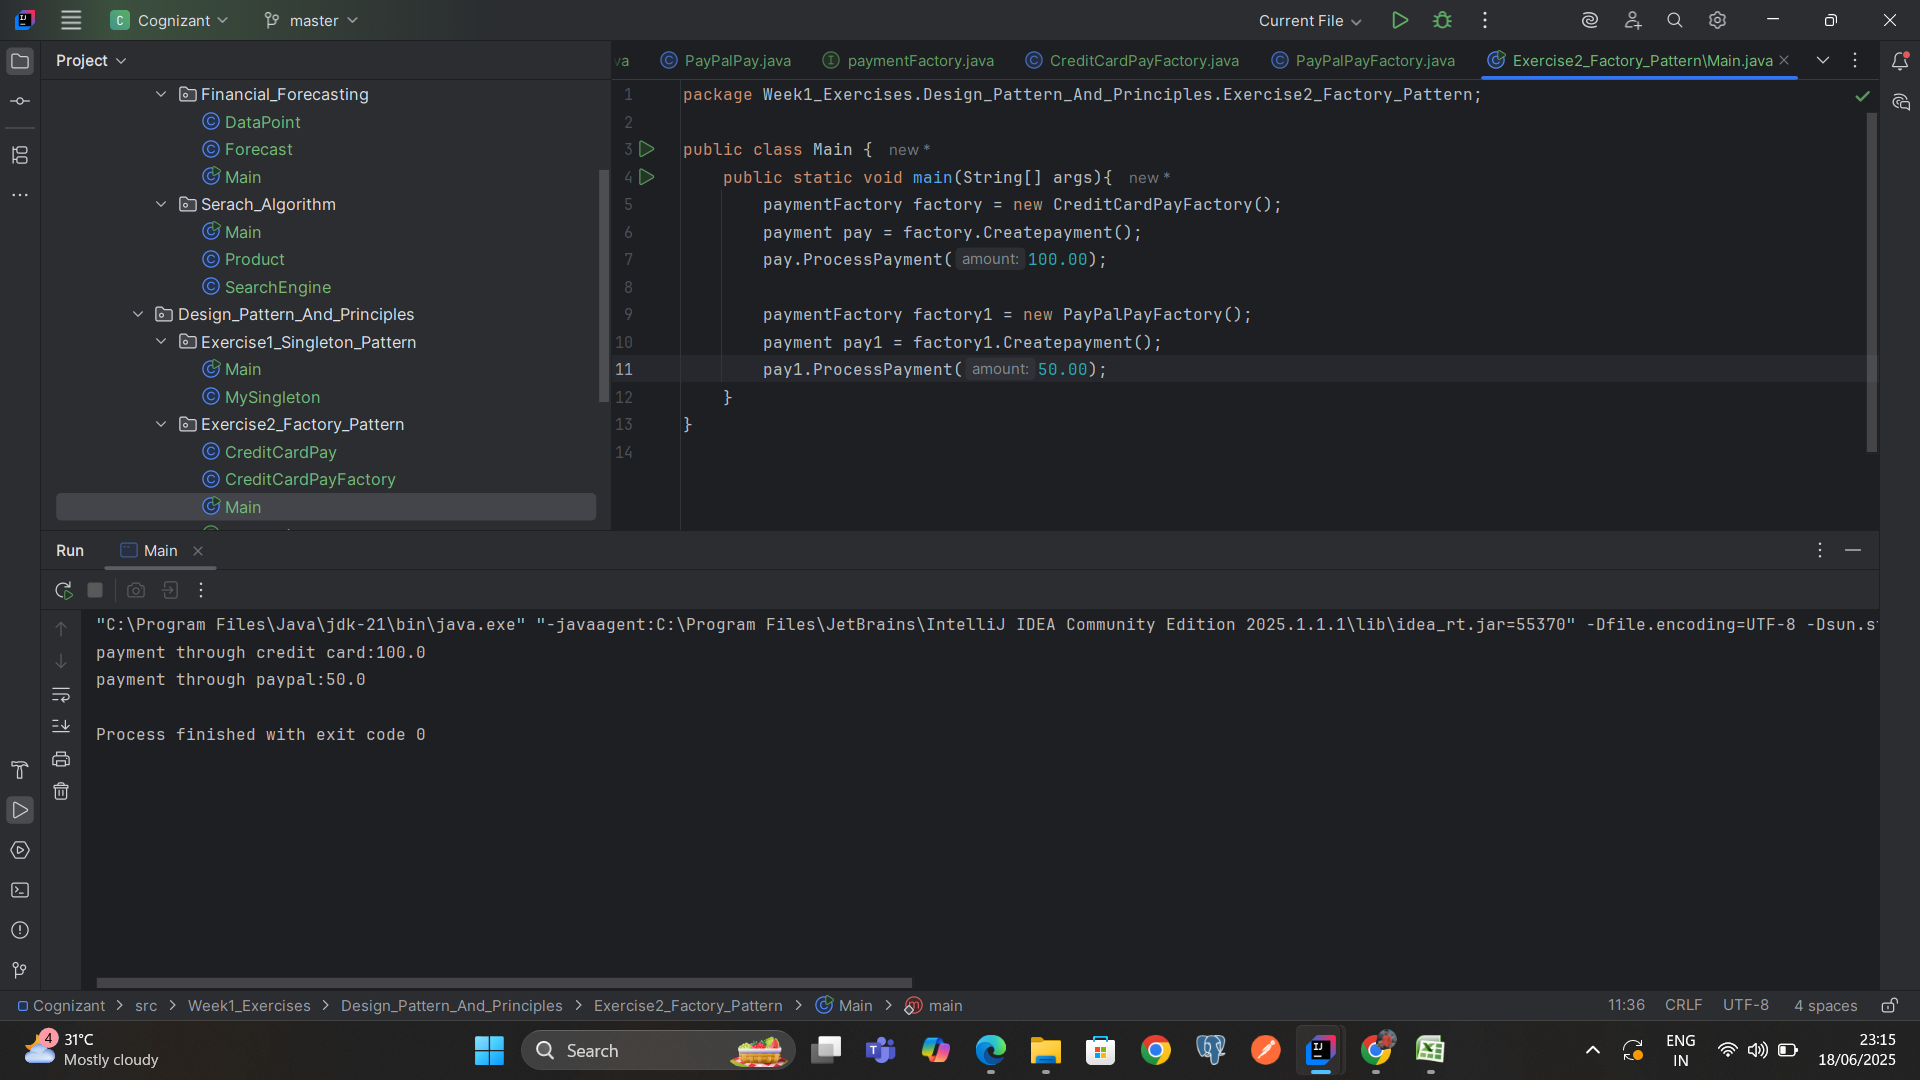 Cognizant master Current File
Project
va PayPalPay.java paymentFactory.java CreditCardPayFactory.java PayPalPayFactory.java Exercise2_Factory_Pattern\Main.java
Financial_Forecasting
DataPoint
Forecast
Main
Serach_Algorithm
Main
Product
SearchEngine
Design_Pattern_And_Principles
Exercise1_Singleton_Pattern
Main
MySingleton
Exercise2_Factory_Pattern
CreditCardPay
CreditCardPayFactory
Main
1 package Week1_Exercises.Design_Pattern_And_Principles.Exercise2_Factory_Pattern;
2
3 public class Main { new *
4 public static void main(String[] args){ new *
5 paymentFactory factory = new CreditCardPayFactory();
6 payment pay = factory.Createpayment();
7 pay.ProcessPayment( amount: 100.00);
8
9 paymentFactory factory1 = new PayPalPayFactory();
10 payment pay1 = factory1.Createpayment();
11 pay1.ProcessPayment( amount: 50.00);
12 }
13 }
14
Run Main
"C:\Program Files\Java\jdk-21\bin\java.exe" "-javaagent:C:\Program Files\JetBrains\IntelliJ IDEA Community Edition 2025.1.1.1\lib\idea_rt.jar=55370" -Dfile.encoding=UTF-8 -Dsun.s
payment through credit card:100.0
payment through paypal:50.0
Process finished with exit code 0
Cognizant > src > Week1_Exercises > Design_Pattern_And_Principles > Exercise2_Factory_Pattern > Main > main 11:36 CRLF UTF-8 4 spaces
4 31°C
Mostly cloudy
Search
ENG
IN
23:15
18/06/2025